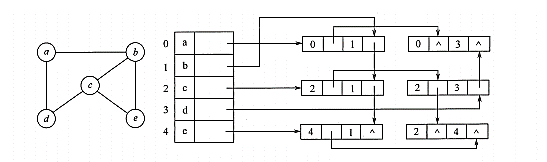 a b
c
d e
0 a 0 1 0 ^ 3 ^
1 b
2 c 2 1 2 3
3 d
4 e 4 1 ^ 2 ^ 4 ^